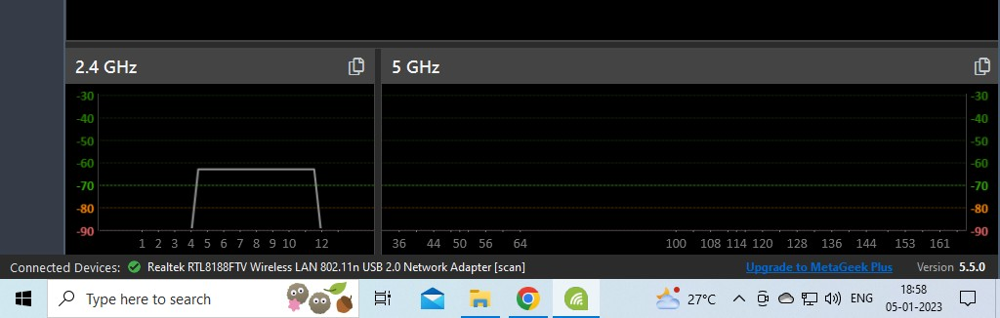 2.4 GHz
5 GHz
-30 -30
-40 -40
-50 -50
-60 -60
-70 -70
-80 -80
-90 -90
1 2 3 4 5 6 7 8 9 10 12 36 44 50 56 64 100 108 114 120 128 136 144 153 161
Connected Devices: Realtek RTL8188FTV Wireless LAN 802.11n USB 2.0 Network Adapter [scan] Upgrade to MetaGeek Plus Version 5.5.0
Type here to search 27°C ENG 18:58
05-01-2023